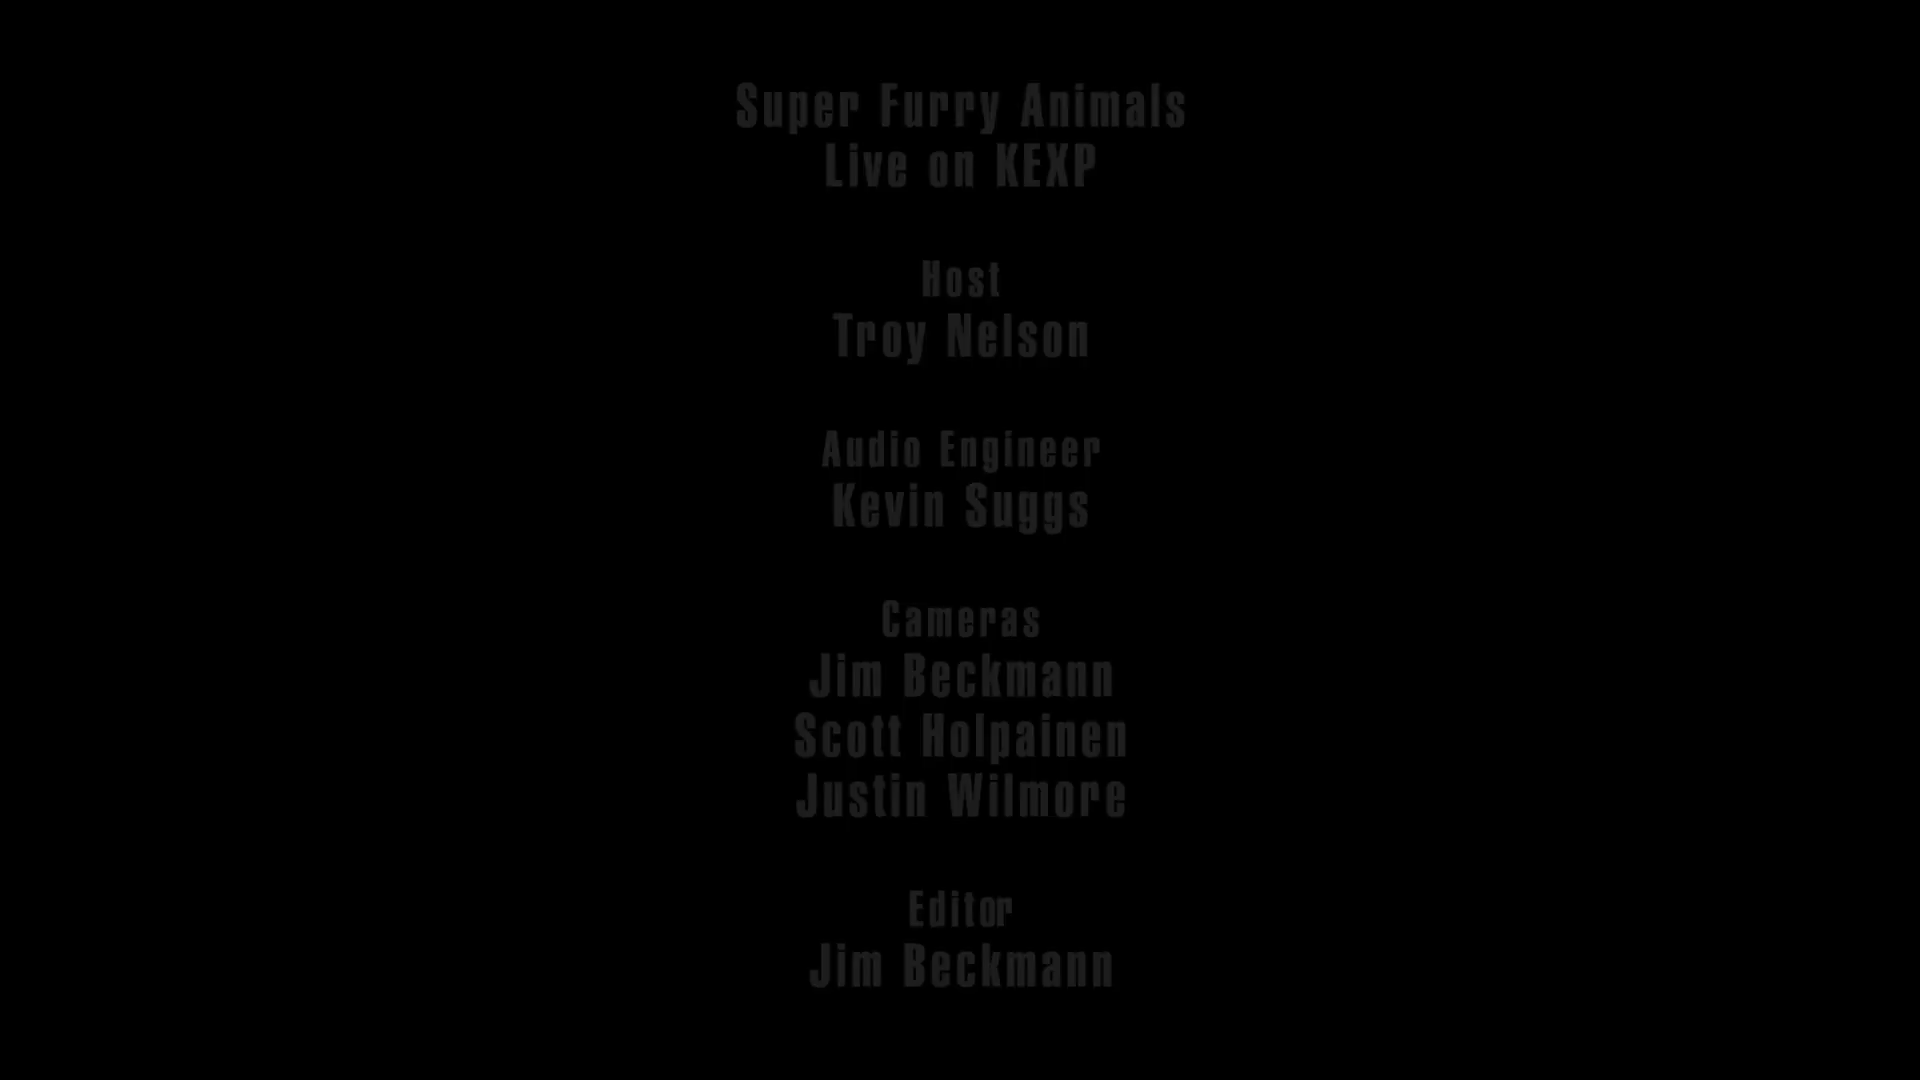 Super Furry Animals
Live on KEXP
Host
Troy Nelson
Audio Engineer
Kevin Suggs
Cameras
Jim Beckmann
Scott Holpainen
Justin Wilmore
Editor
Jim Beckmann